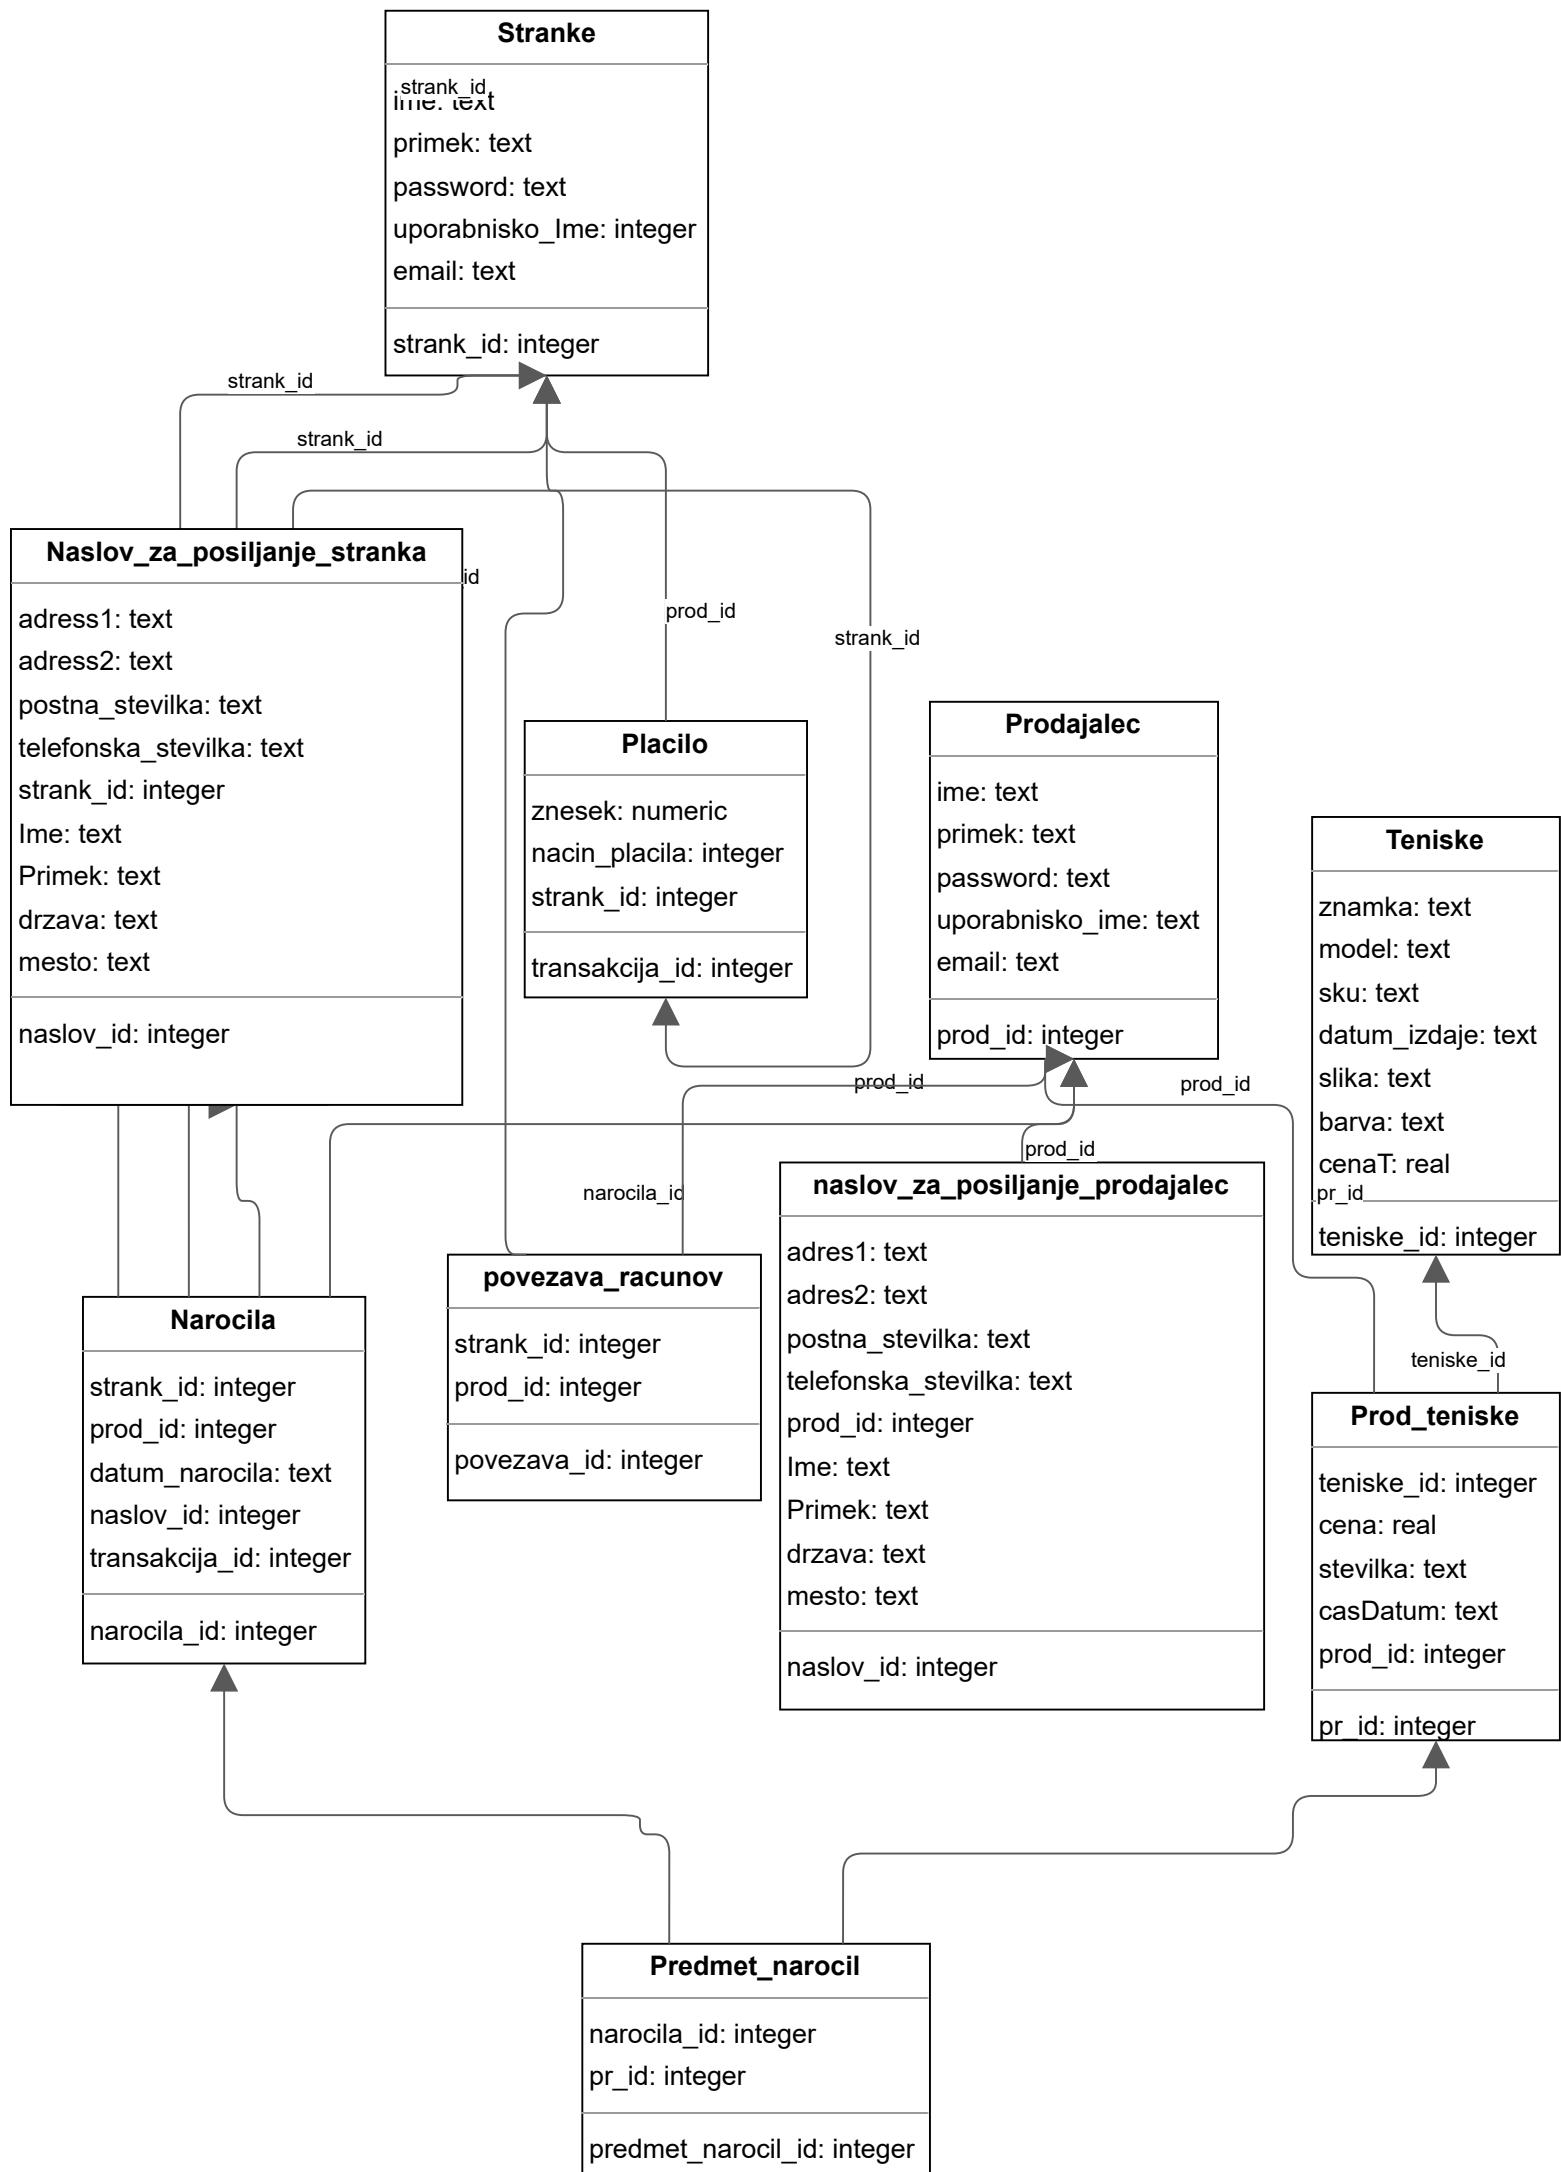 Stranke
strank_id
ime: text
primek: text
password: text
uporabnisko_Ime: integer
email: text
strank_id: integer
strank_id
strank_id
Naslov_za_posiljanje_stranka
id
adress1: text
adress2: text
postna_stevilka: text
telefonska_stevilka: text
strank_id: integer
Ime: text
Primek: text
drzava: text
mesto: text
naslov_id: integer
prod_id
strank_id
Placilo
znesek: numeric
nacin_placila: integer
strank_id: integer
transakcija_id: integer
Prodajalec
ime: text
primek: text
password: text
uporabnisko_ime: text
email: text
prod_id: integer
Teniske
znamka: text
model: text
sku: text
datum_izdaje: text
slika: text
barva: text
cenaT: real
pr_id
teniske_id: integer
prod_id
prod_id
prod_id
narocila_id
Narocila
strank_id: integer
prod_id: integer
datum_narocila: text
naslov_id: integer
transakcija_id: integer
narocila_id: integer
povezava_racunov
strank_id: integer
prod_id: integer
povezava_id: integer
naslov_za_posiljanje_prodajalec
adres1: text
adres2: text
postna_stevilka: text
telefonska_stevilka: text
prod_id: integer
Ime: text
Primek: text
drzava: text
mesto: text
naslov_id: integer
teniske_id
Prod_teniske
teniske_id: integer
cena: real
stevilka: text
casDatum: text
prod_id: integer
pr_id: integer
Predmet_narocil
narocila_id: integer
pr_id: integer
predmet_narocil_id: integer